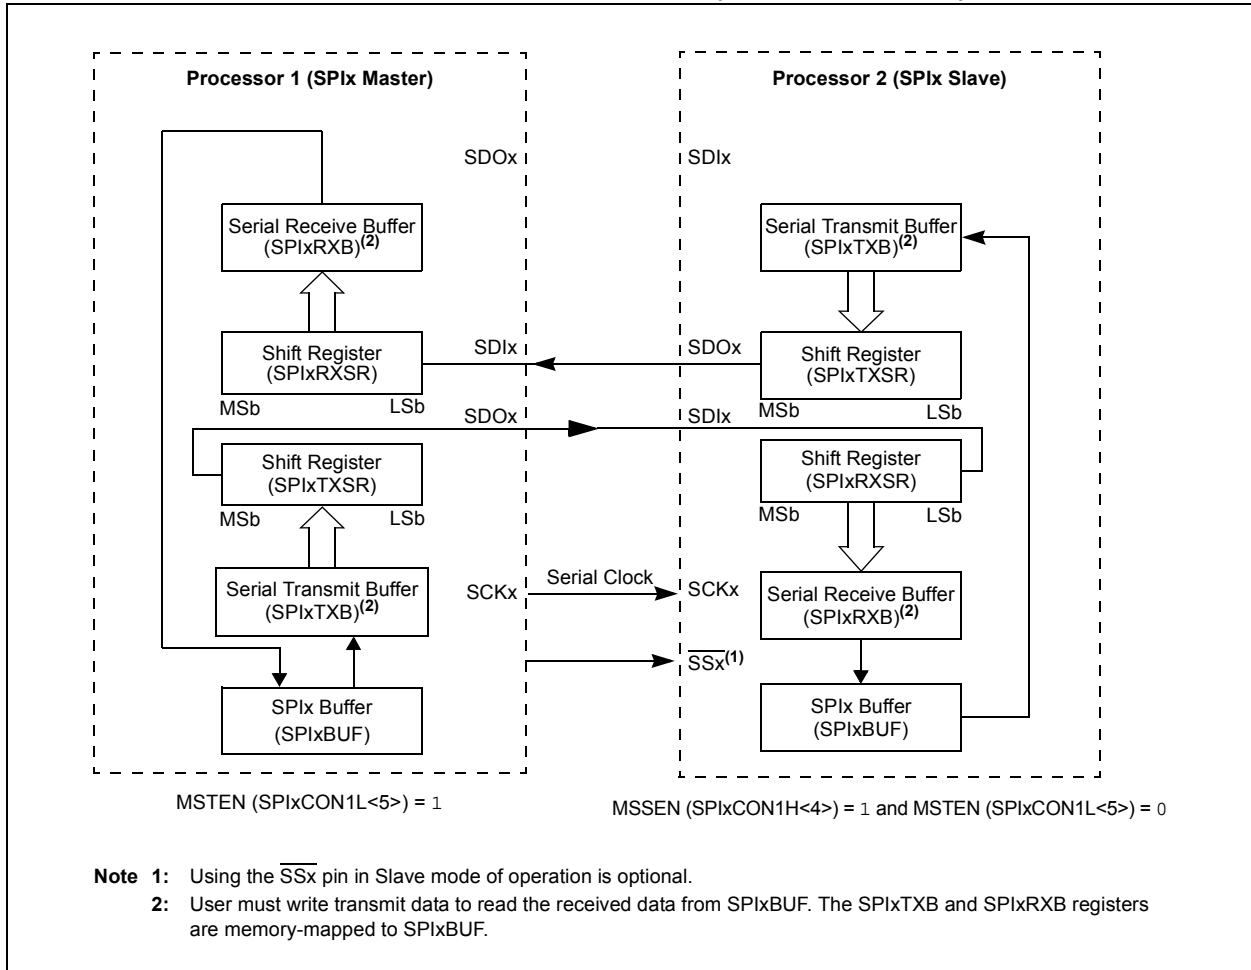 Processor 1 (SPIx Master)
SDOx
Serial Receive Buffer
(SPIxRXB)(2)
Shift Register
(SPIxRXSR)
SDIx
MSb
LSb
SDOx
Shift Register
(SPIxTXSR)
MSb
LSb
Serial Transmit Buffer
(SPIxTXB)(2)
SCKx
Serial Clock
SPIx Buffer
(SPIxBUF)
MSTEN (SPIxCON1L<5>) = 1
Processor 2 (SPIx Slave)
SDIx
Serial Transmit Buffer
(SPIxTXB)(2)
SDOx
Shift Register
(SPIxTXSR)
MSb
LSb
SDIx
Shift Register
(SPIxRXSR)
MSb
LSb
SCKx
Serial Receive Buffer
(SPIxRXB)(2)
SSx(1)
SPIx Buffer
(SPIxBUF)
MSSEN (SPIxCON1H<4>) = 1 and MSTEN (SPIxCON1L<5>) = 0
Note 1: Using the SSx pin in Slave mode of operation is optional.
2: User must write transmit data to read the received data from SPIxBUF. The SPIxTXB and SPIxRXB registers
are memory-mapped to SPIxBUF.